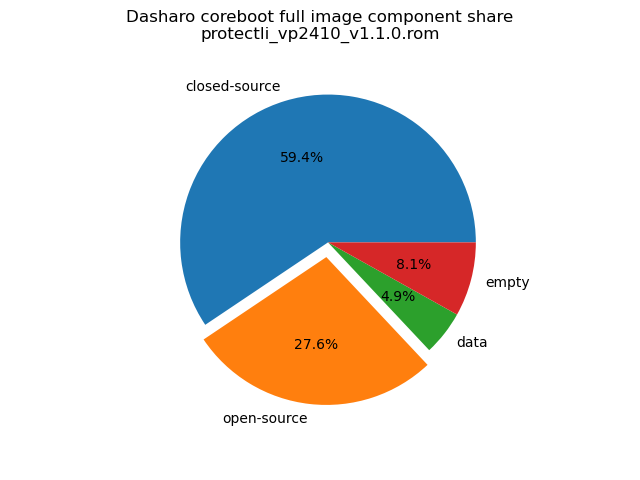 Dasharo coreboot full image component share
protectli_vp2410_v1.1.0.rom
closed-source
59.4%
8.1%
empty
4.9%
data
27.6%
open-source